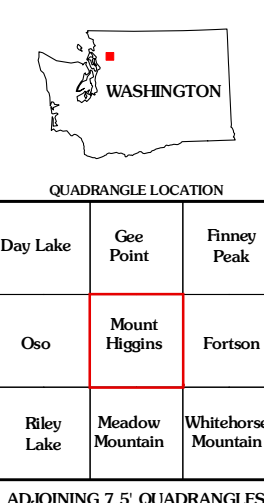 WASHINGTON
QUADRANGLE LOCATION
Day Lake
Gee
Point
Finney
Peak
Oso
Mount
Higgins
Fortson
Riley
Lake
Meadow
Mountain
Whitehorse
Mountain
ADJOINING 7.5' QUADRANGLES